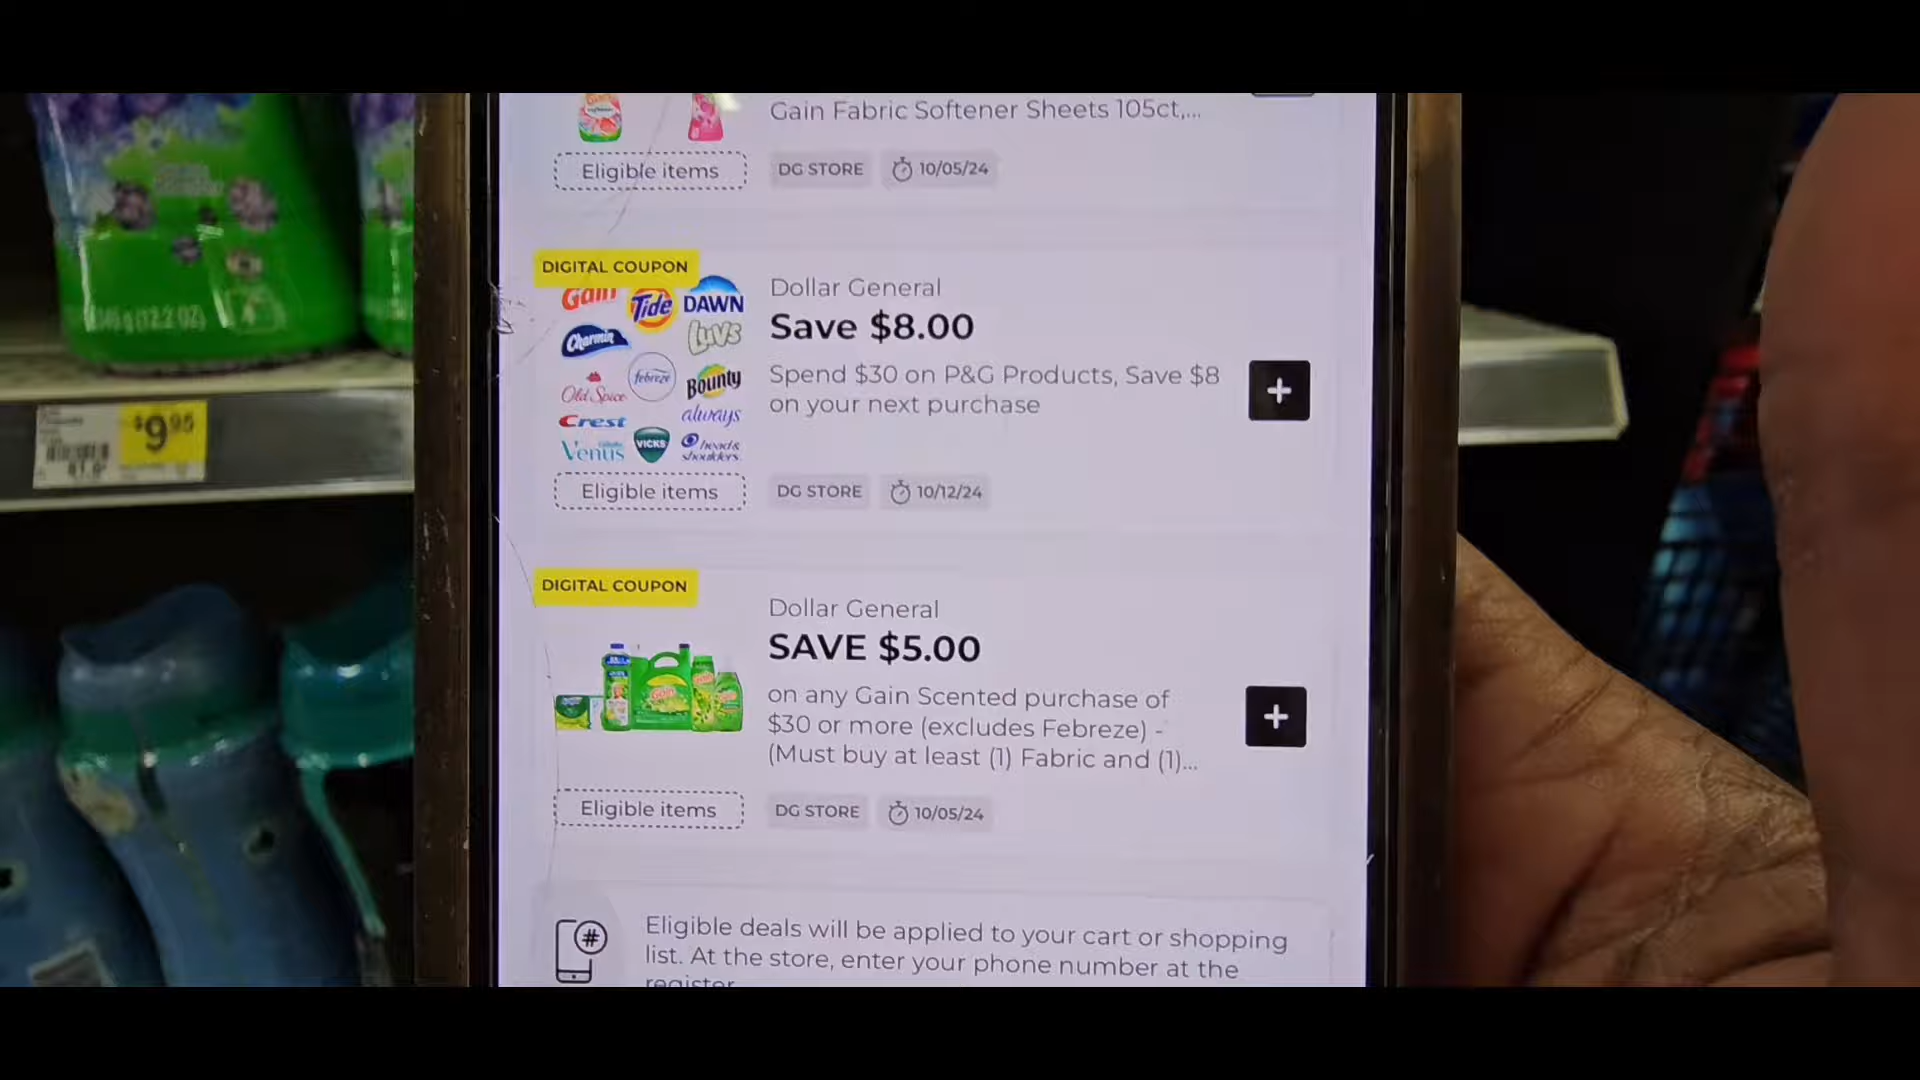 Gain Fabric Softener Sheets 105ct,...
Eligible items
DG STORE
10/05/24
DIGITAL COUPON
Gain
Tide
DAWN
Charmin
Luvs
Old Spice
febreze
Bounty
Crest
always
Venus
VICKS
head&
shoulders
Dollar General
Save $8.00
Spend $30 on P&G Products, Save $8
on your next purchase
Eligible items
DG STORE
10/12/24
$9.95
DIGITAL COUPON
Dollar General
SAVE $5.00
on any Gain Scented purchase of
$30 or more (excludes Febreze) -
(Must buy at least (1) Fabric and (1)...
Eligible items
DG STORE
10/05/24
Eligible deals will be applied to your cart or shopping
list. At the store, enter your phone number at the
register